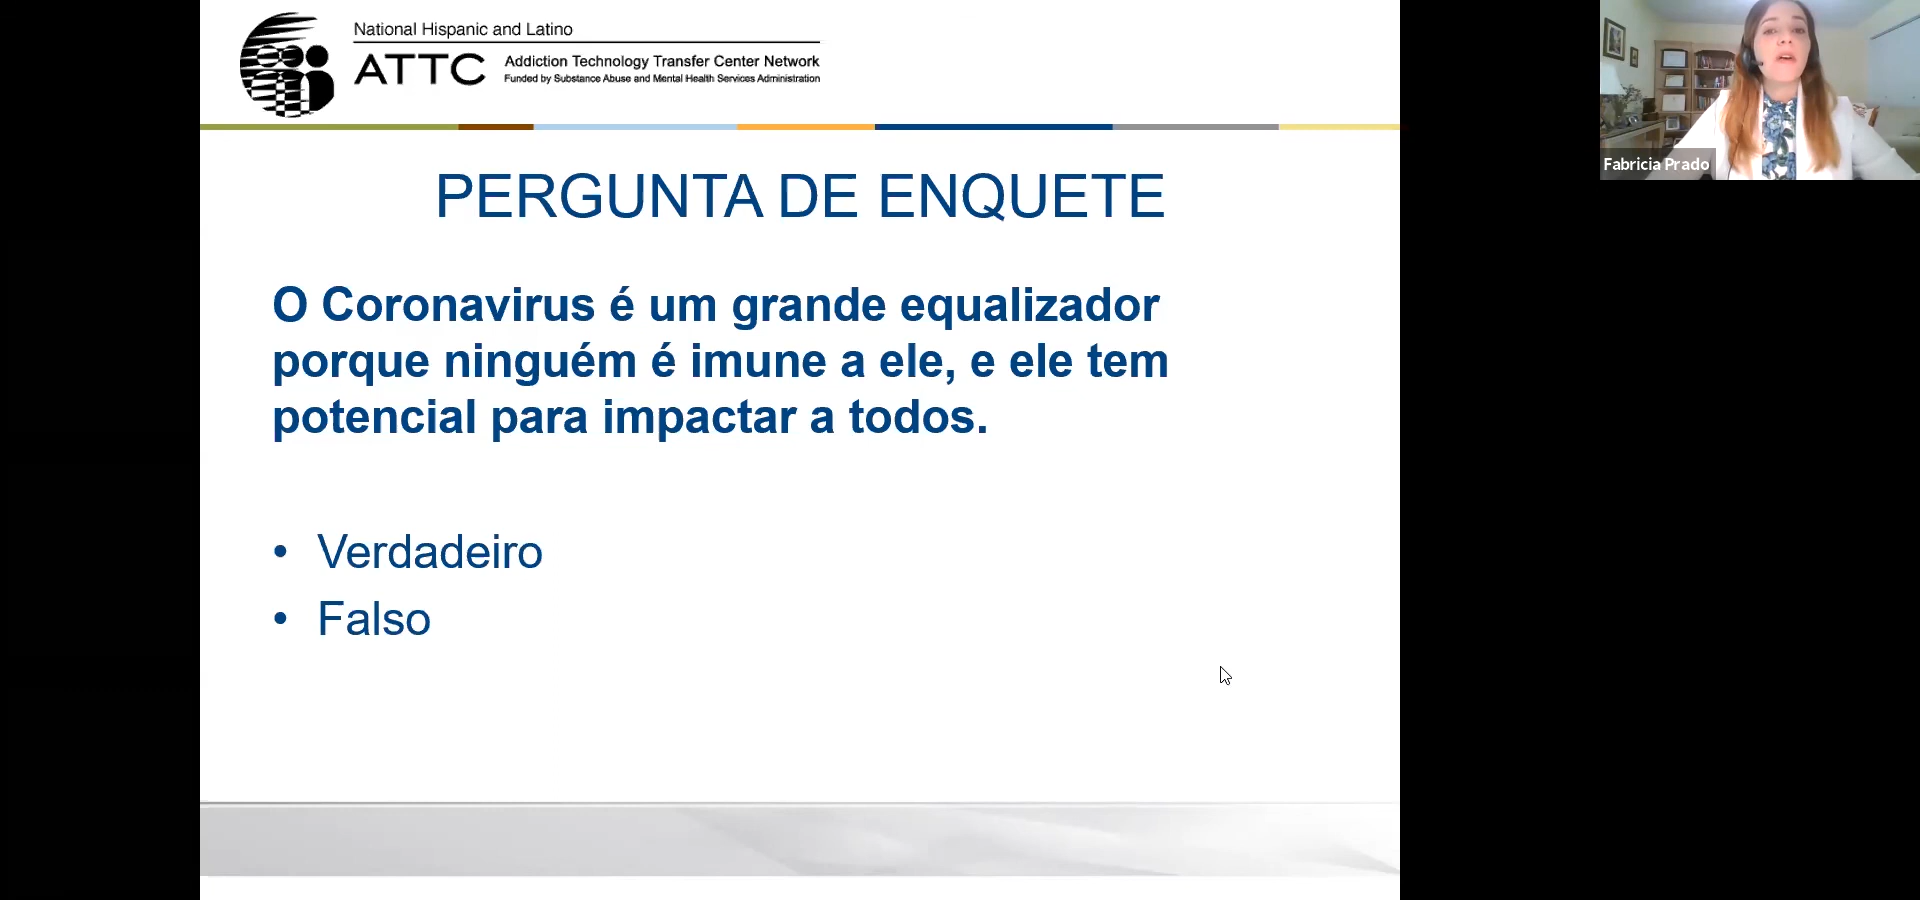 National Hispanic and Latino
ATTC
Addiction Technology Transfer Center Network
Funded by Substance Abuse and Mental Health Services Administration
Fabricia Prado
PERGUNTA DE ENQUETE
O Coronavirus é um grande equalizador
porque ninguém é imune a ele, e ele tem
potencial para impactar a todos.
• Verdadeiro
• Falso